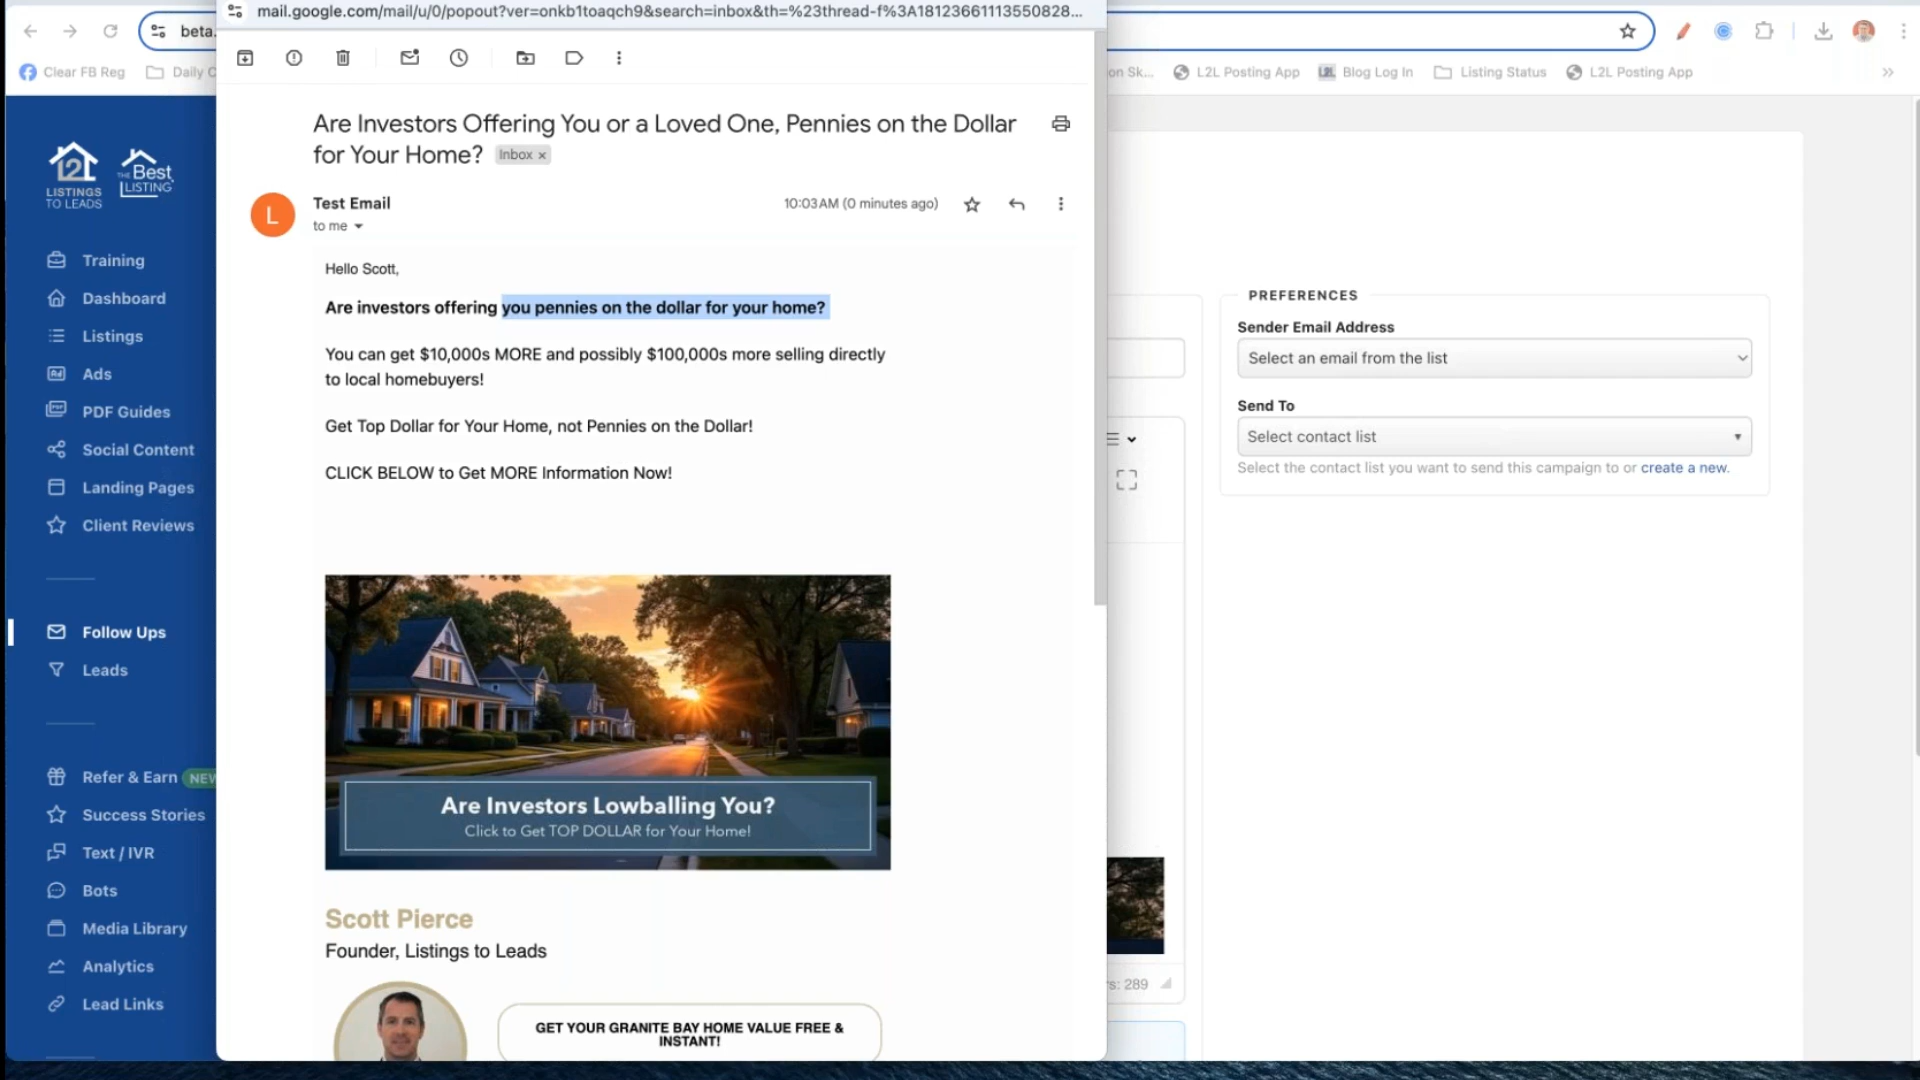 mail.google.com/mail/u/0/popout?ver=onkb1toaqch9&search=inbox&th=%23thread-f%3A18123661113550828...
beta.
Clear FB Reg
Daily C
on Sk...
L2L Posting App
L2L Blog Log In
Listing Status
L2L Posting App
L2L
LISTINGS
TO LEADS
THE Best
LISTING
Training
Dashboard
Listings
Ads
PDF Guides
Social Content
Landing Pages
Client Reviews
Follow Ups
Leads
Refer & Earn NEW
Success Stories
Text / IVR
Bots
Media Library
Analytics
Lead Links
Are Investors Offering You or a Loved One, Pennies on the Dollar
for Your Home? Inbox x
L
Test Email
10:03 AM (0 minutes ago)
to me
Hello Scott,
Are investors offering you pennies on the dollar for your home?
You can get $10,000s MORE and possibly $100,000s more selling directly
to local homebuyers!
Get Top Dollar for Your Home, not Pennies on the Dollar!
CLICK BELOW to Get MORE Information Now!
Are Investors Lowballing You?
Click to Get TOP DOLLAR for Your Home!
Scott Pierce
Founder, Listings to Leads
GET YOUR GRANITE BAY HOME VALUE FREE &
INSTANT!
PREFERENCES
Sender Email Address
Select an email from the list
Send To
Select contact list
Select the contact list you want to send this campaign to or create a new.
rs: 289